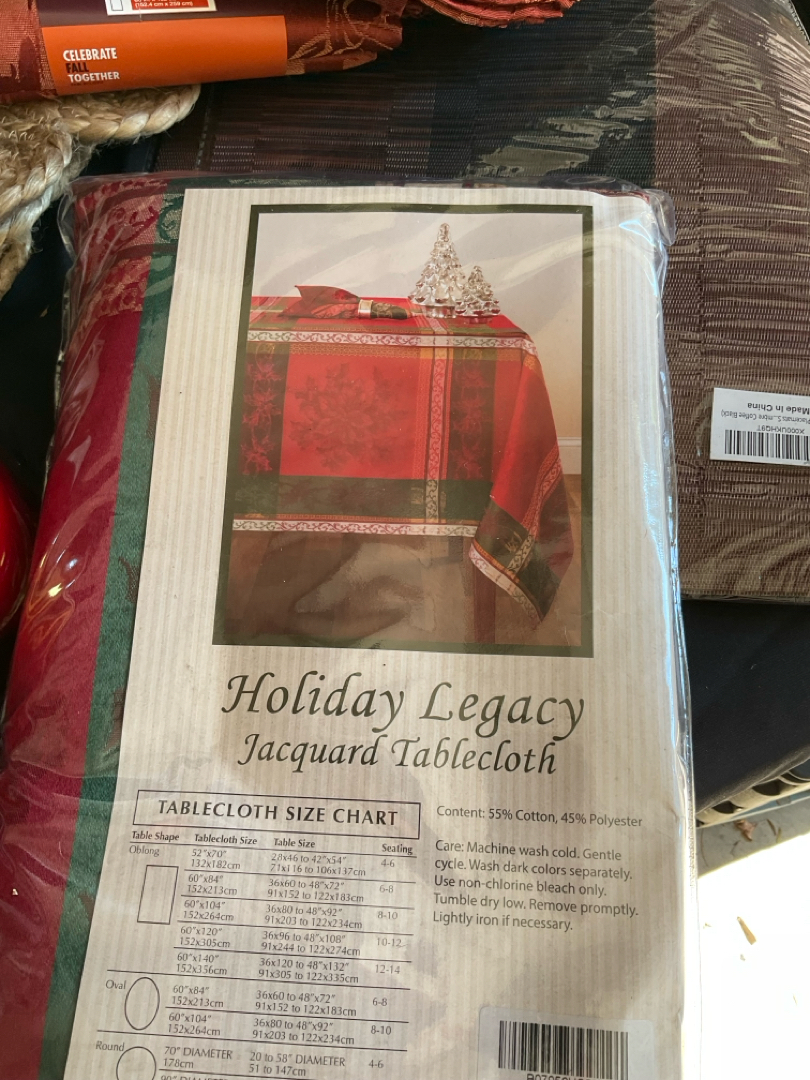 (152.4 cm x 259 cm)
CELEBRATE
FALL
TOGETHER
X000UKHQ9T
Made in China
Holiday Legacy
Jacquard Tablecloth
TABLECLOTH SIZE CHART
Table Shape Tablecloth Size Table Size Seating
Oblong
52"x70" 28x46 to 42"x54" 4-6
132x182cm 71x116 to 106x137cm
60"x84" 36x60 to 48"x72" 6-8
152x213cm 91x152 to 122x183cm
60"x104" 36x80 to 48"x92" 8-10
152x264cm 91x203 to 122x234cm
60"x120" 36x96 to 48"x108" 10-12
152x305cm 91x244 to 122x274cm
60"x140" 36x120 to 48"x132" 12-14
152x356cm 91x305 to 122x335cm
Oval
60"x84" 36x60 to 48"x72" 6-8
152x213cm 91x152 to 122x183cm
60"x104" 36x80 to 48"x92" 8-10
152x264cm 91x203 to 122x234cm
Round
70" DIAMETER 20 to 58" DIAMETER 4-6
178cm 51 to 147cm
Content: 55% Cotton, 45% Polyester
Care: Machine wash cold. Gentle
cycle. Wash dark colors separately.
Use non-chlorine bleach only.
Tumble dry low. Remove promptly.
Lightly iron if necessary.